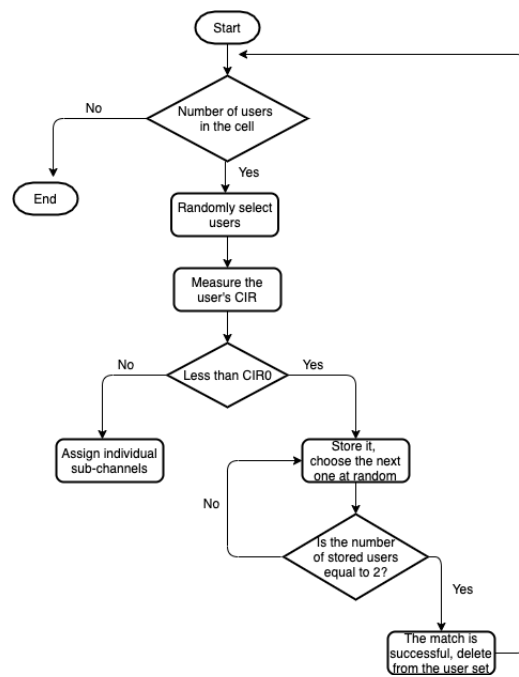 Start
Number of users
in the cell
No
Yes
End
Randomly select
users
Measure the
user's CIR
Less than CIR0
No
Yes
Assign individual
sub-channels
Store it,
choose the next
one at random
No
Is the number
of stored users
equal to 2?
Yes
The match is
successful, delete
from the user set